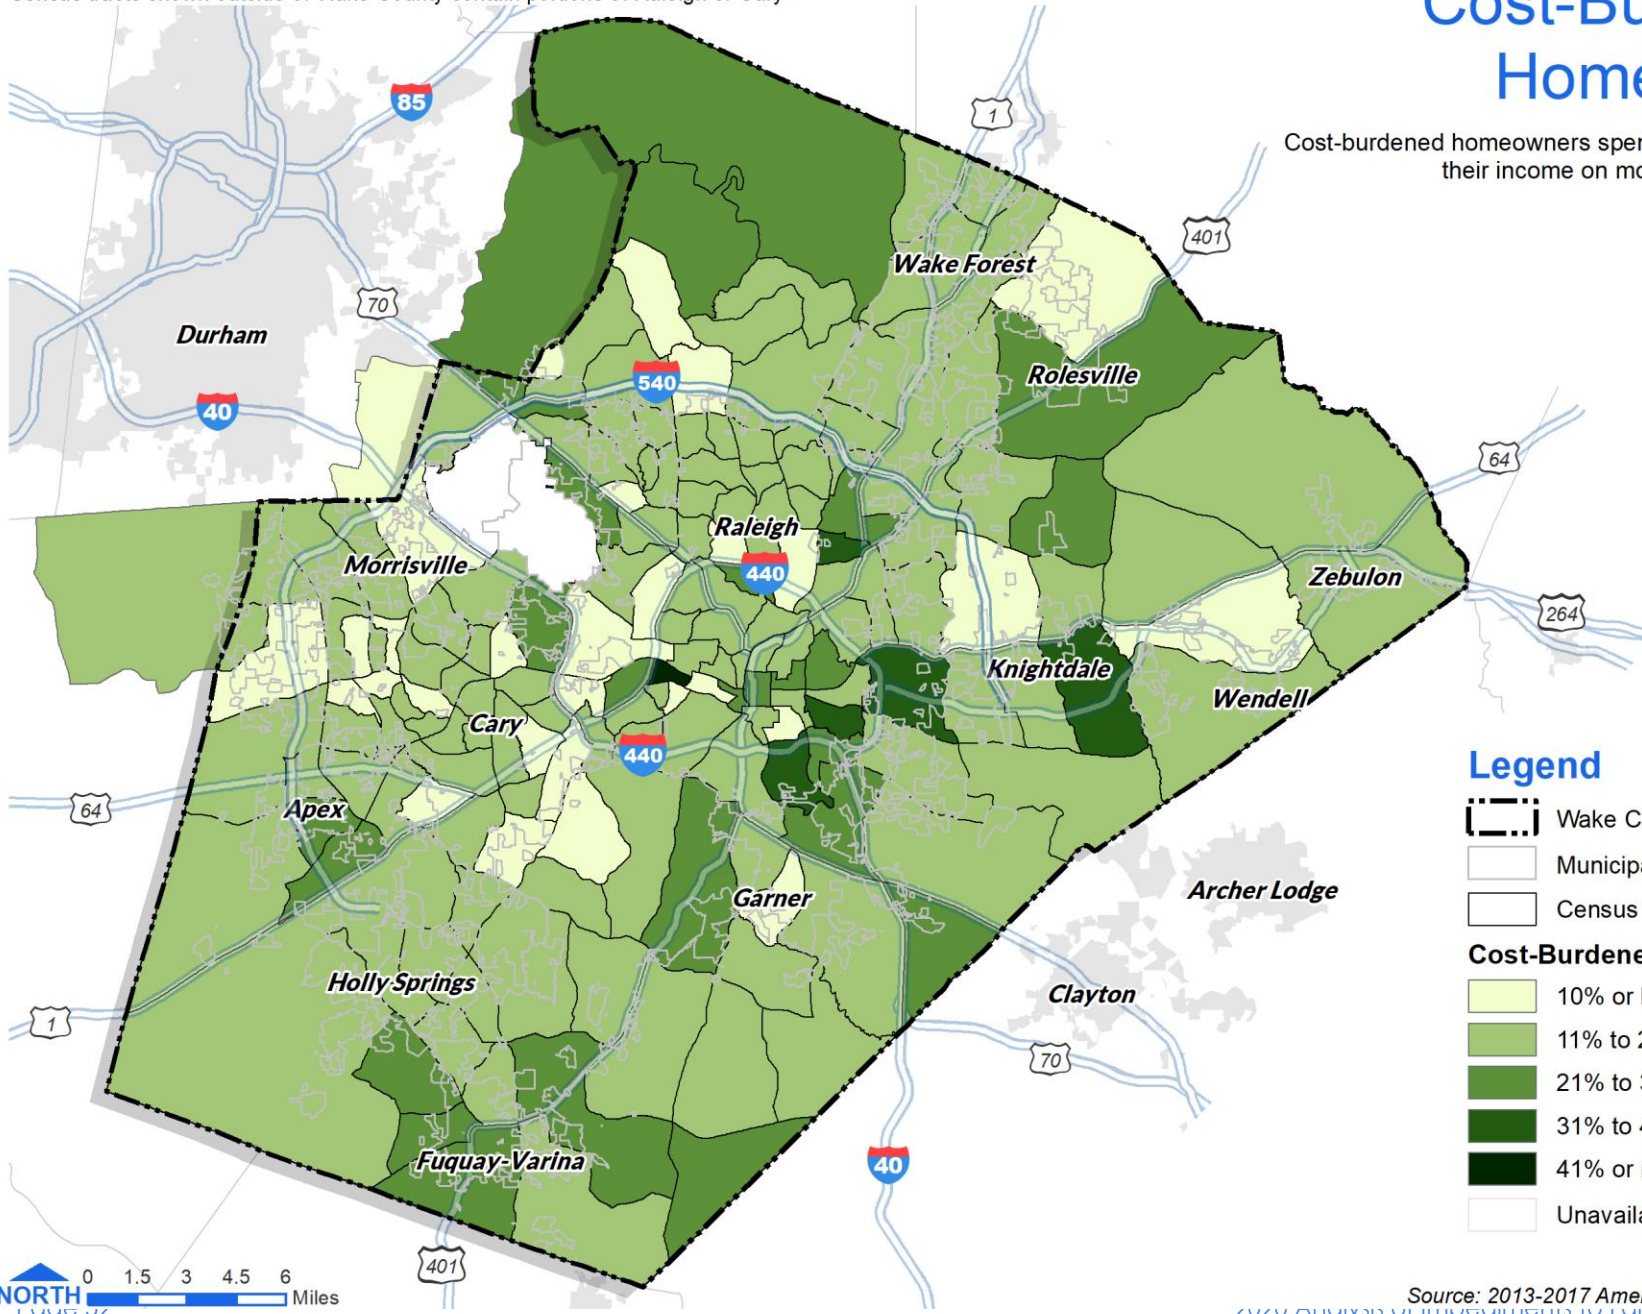 Cost-Bu
Home
Cost-burdened homeowners spen
their income on mo
85
1
401
Wake Forest
70
Durham
Rolesville
540
40
64
Raleigh
440
Morrisville
Zebulon
264
Knightdale
Wendell
Cary
440
64
Apex
Garner
Archer Lodge
Holly Springs
Clayton
1
70
Fuquay-Varina
40
401
Legend
Wake C
Municipa
Census
Cost-Burdene
10% or
11% to 2
21% to 3
31% to 4
41% or
Unavaila
NORTH
0 1.5 3 4.5 6
Miles
Source: 2013-2017 Amer